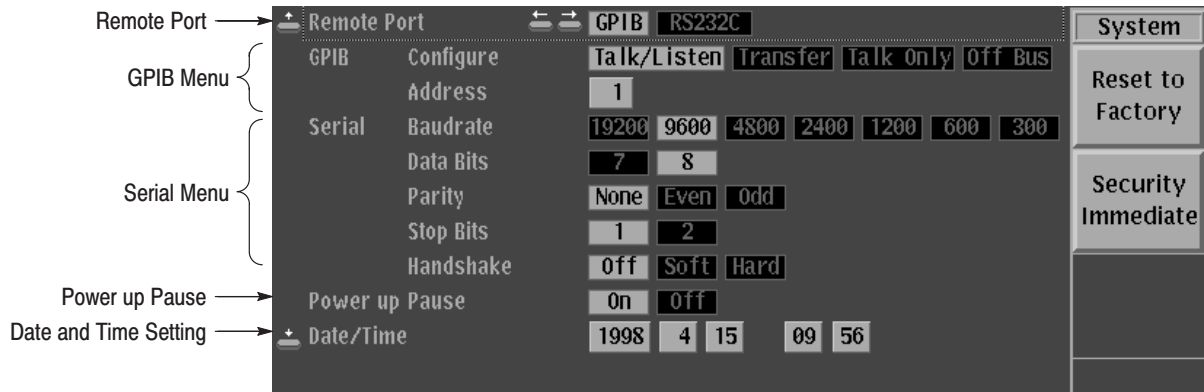 Remote Port
GPIB Menu
Serial Menu
Power up Pause
Date and Time Setting
Remote Port GPIB RS232C
GPIB Configure Talk/Listen Transfer Talk Only Off Bus
Address 1
Serial Baudrate 19200 9600 4800 2400 1200 600 300
Data Bits 7 8
Parity None Even Odd
Stop Bits 1 2
Handshake Off Soft Hard
Power up Pause On Off
Date/Time 1998 4 15 09 56
System
Reset to
Factory
Security
Immediate